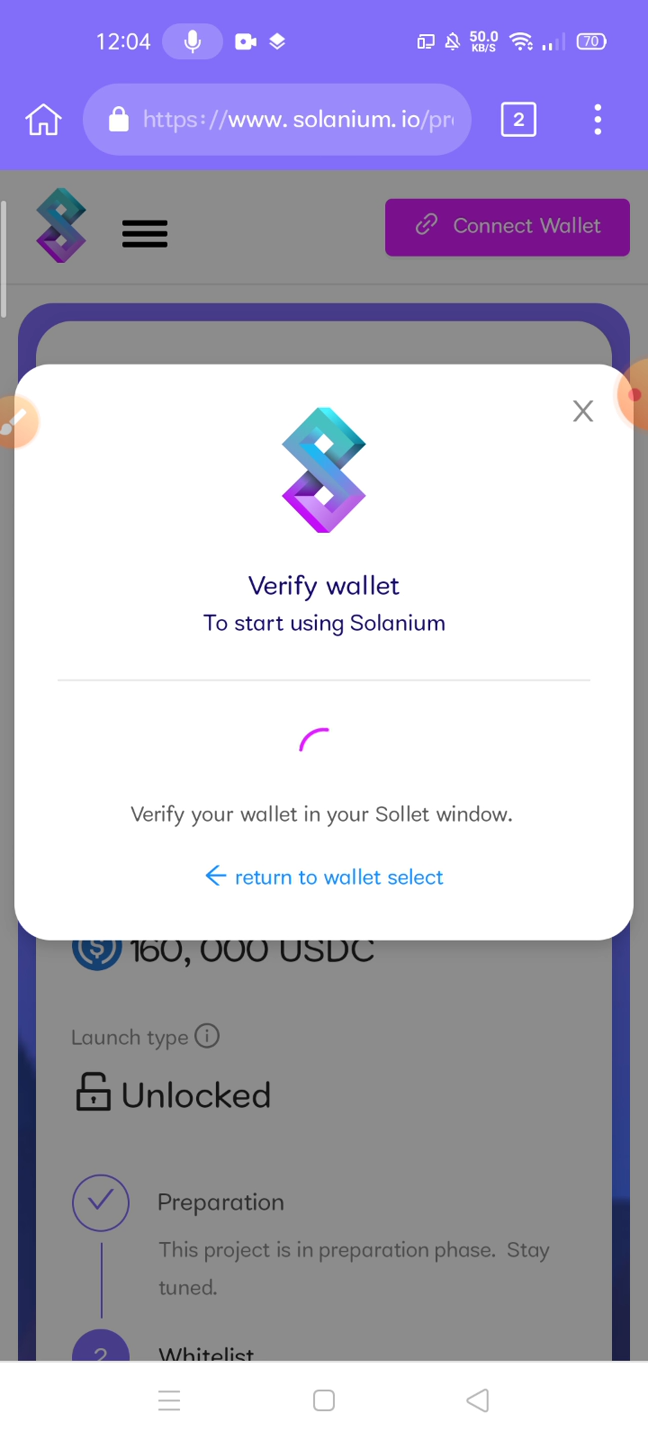 12:04
50.0
KB/S
70
https://www.solanium.io/pr
2
Connect Wallet
Verify wallet
To start using Solanium
Verify your wallet in your Sollet window.
return to wallet select
160, 000 USDC
Launch type
Unlocked
Preparation
This project is in preparation phase. Stay
tuned.
2
Whitelist